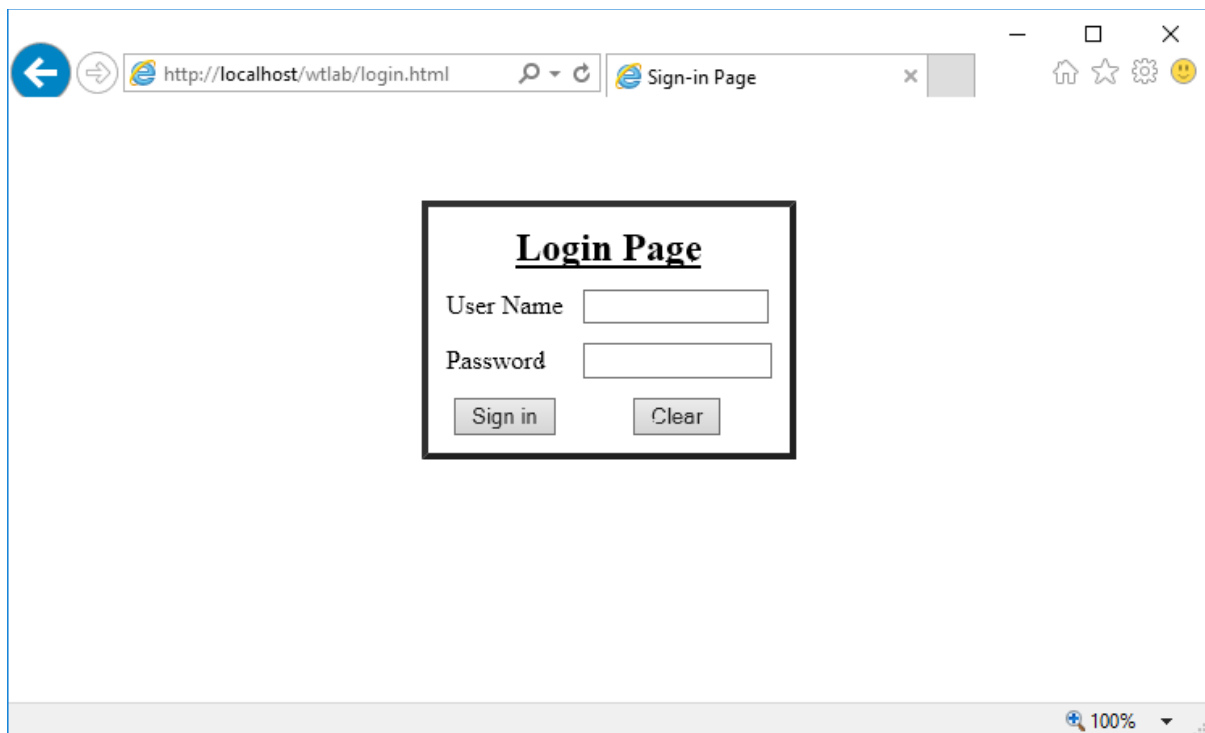 http://localhost/wtlab/login.html Sign-in Page
Login Page
User Name
Password
Sign in Clear
100%